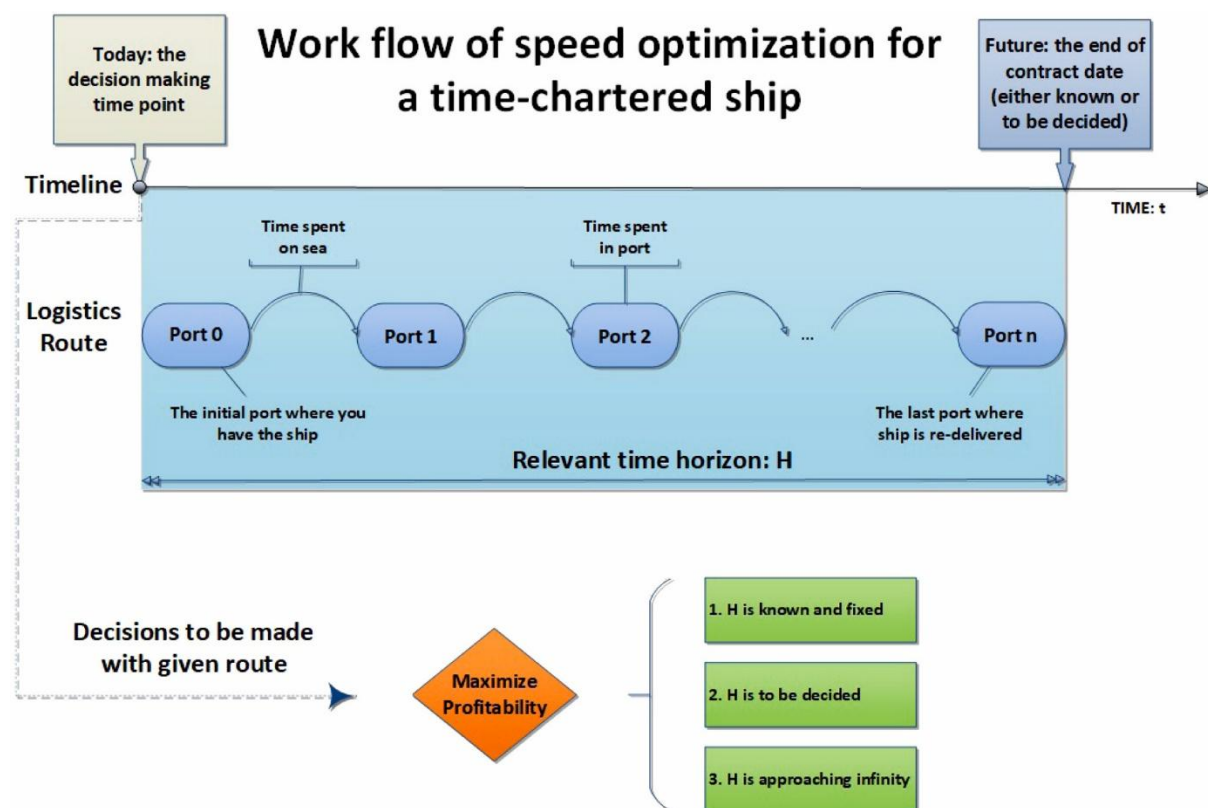 Today: the
decision making
time point
Work flow of speed optimization for
a time-chartered ship
Future: the end of
contract date
(either known or
to be decided)
Timeline
TIME: t
Time spent
on sea
Time spent
in port
Logistics
Route
Port 0
Port 1
Port 2
...
Port n
The initial port where you
have the ship
The last port where
ship is re-delivered
Relevant time horizon: H
Decisions to be made
with given route
Maximize
Profitability
1. H is known and fixed
2. H is to be decided
3. H is approaching infinity